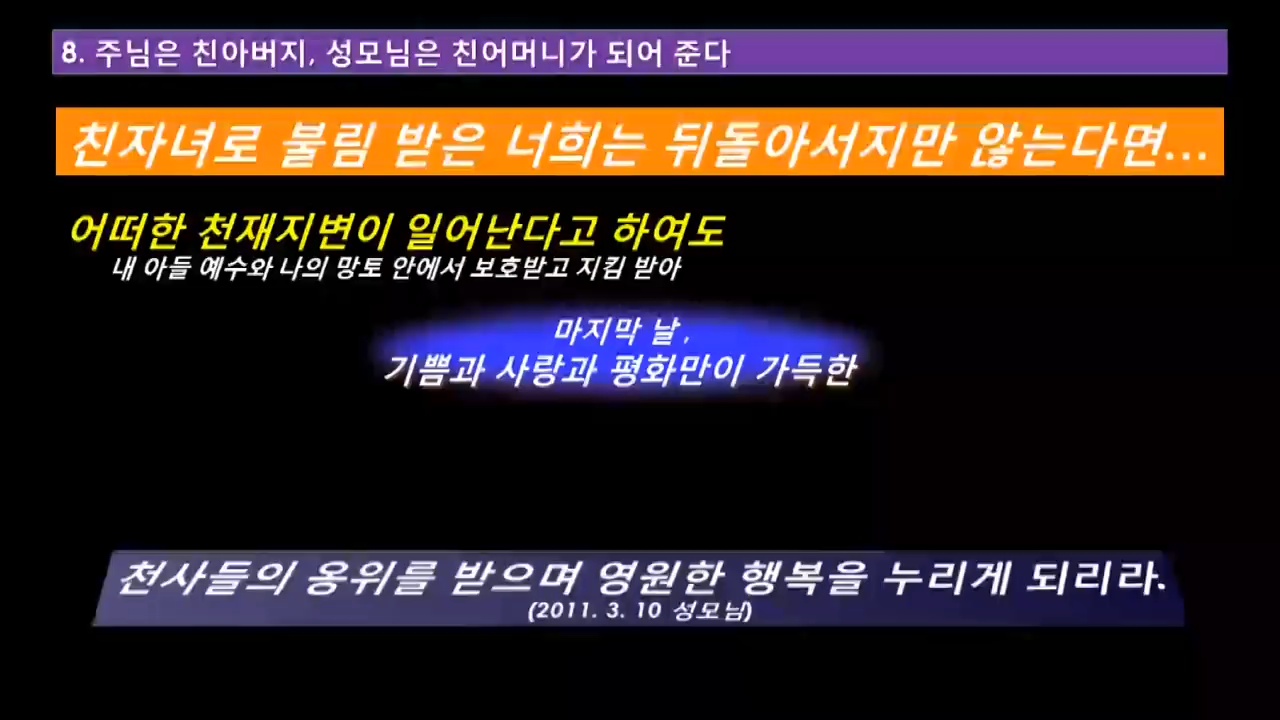 8. 주님은 친아버지, 성모님은 친어머니가 되어 준다
친자녀로 불림 받은 너희는 뒤돌아서지만 않는다면...
어떠한 천재지변이 일어난다고 하여도
내 아들 예수와 나의 망토 안에서 보호받고 지킴 받아
마지막 날,
기쁨과 사랑과 평화만이 가득한
천사들의 옹위를 받으며 영원한 행복을 누리게 되리라.
(2011. 3. 10 성모님)